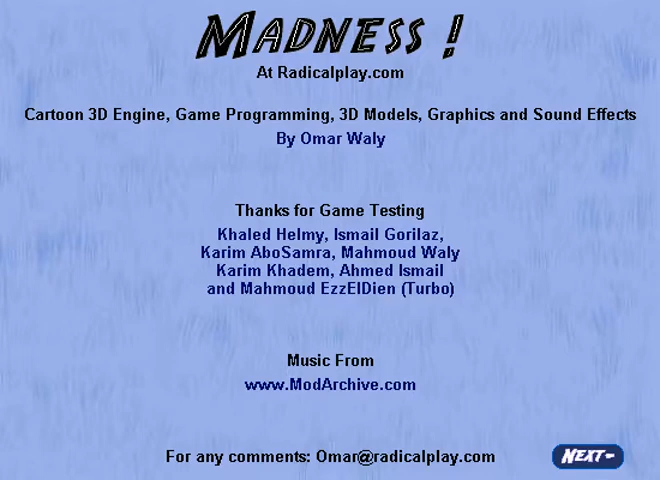 MADNESS !
At Radicalplay.com
Cartoon 3D Engine, Game Programming, 3D Models, Graphics and Sound Effects
By Omar Waly
Thanks for Game Testing
Khaled Helmy, Ismail Gorilaz,
Karim AboSamra, Mahmoud Waly
Karim Khadem, Ahmed Ismail
and Mahmoud EzzElDien (Turbo)
Music From
www.ModArchive.com
For any comments: Omar@radicalplay.com
NEXT-